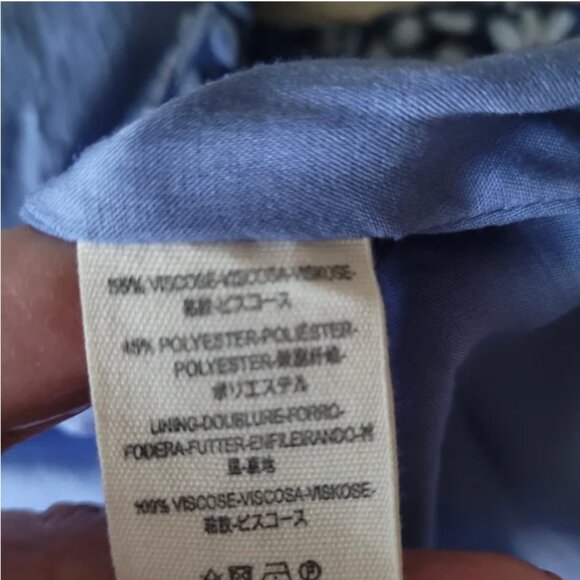 55% VISCOSE-VISCOSA-VISKOSE-
粘胶-ビスコース
45% POLYESTER-POLIÉSTER-
POLYESTER-聚酯纤维-
ポリエステル
LINING-DOUBLURE-FORRO-
FODERA-FUTTER-ENFILEIRANDO-衬
里-裏地
100% VISCOSE-VISCOSA-VISKOSE-
粘胶-ビスコース